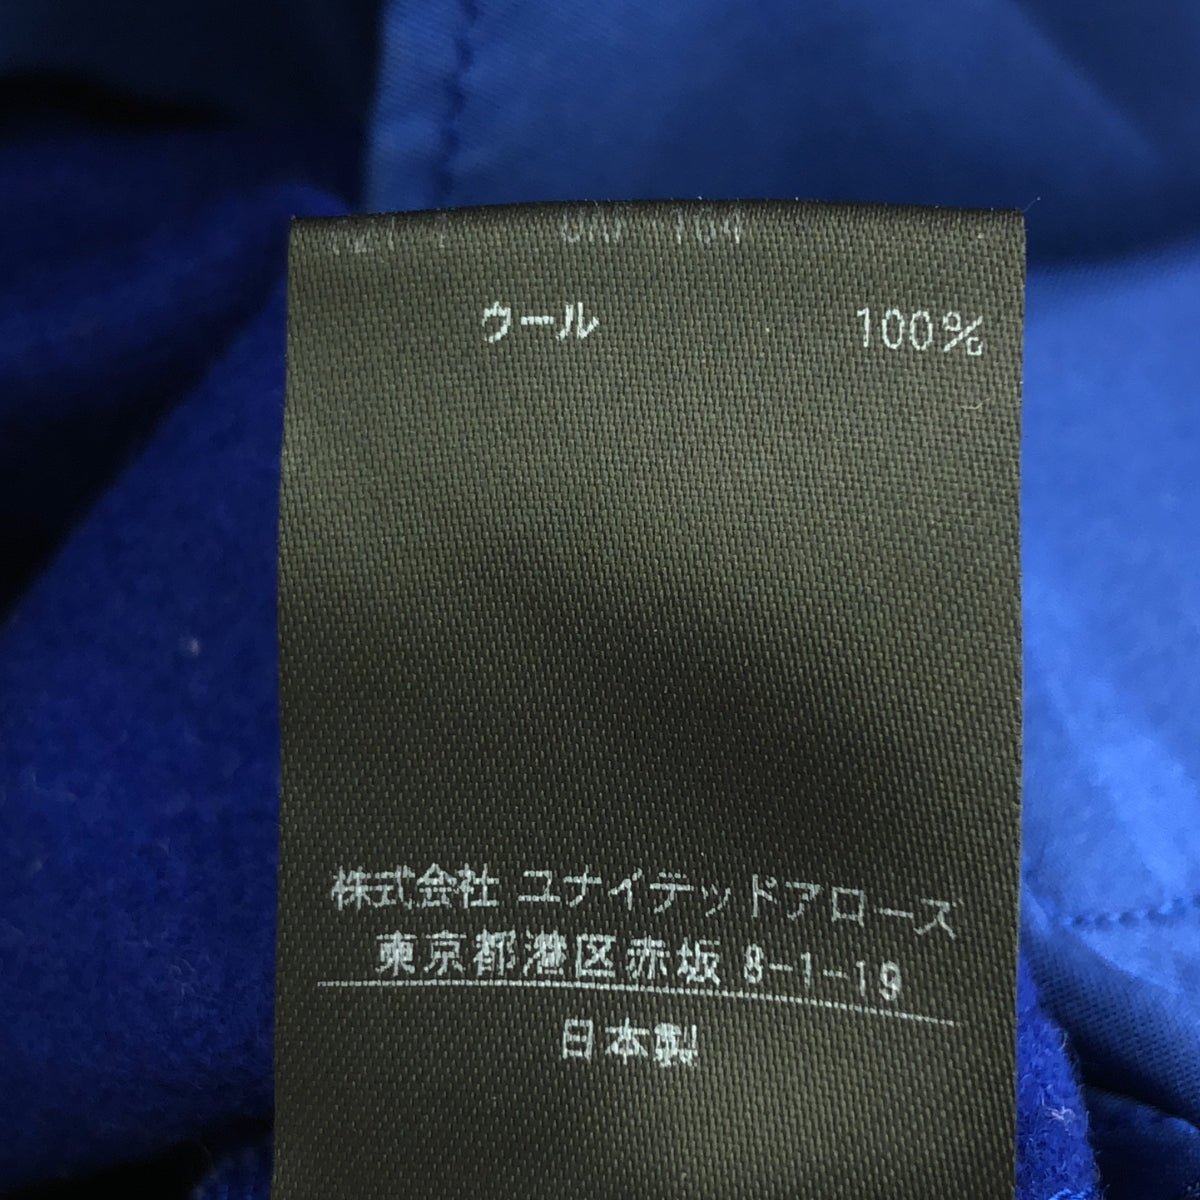 ウール 100%
株式会社 ユナイテッドアローズ
東京都港区赤坂 8-1-19
日本製